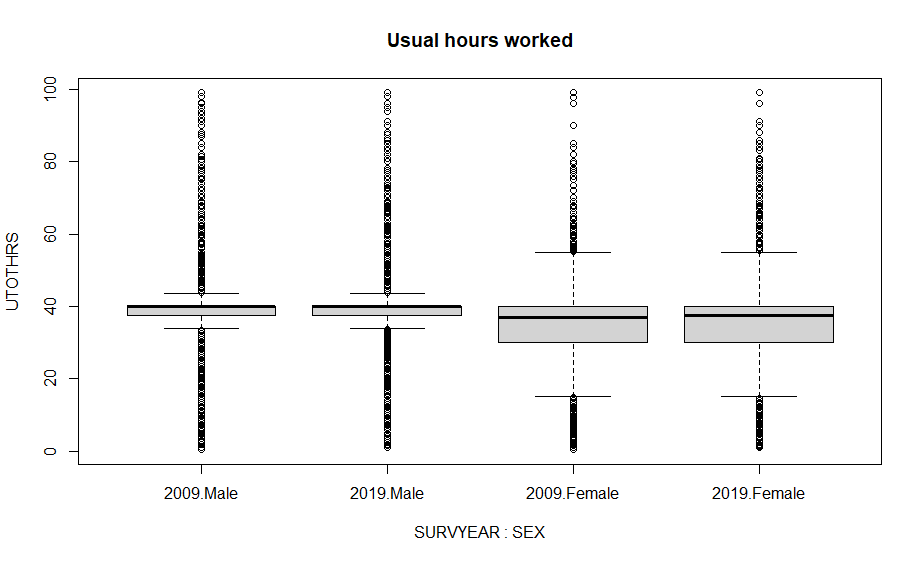 Usual hours worked
UTOTHRS
100
80
60
40
20
0
2009.Male
2019.Male
2009.Female
2019.Female
SURVYEAR : SEX